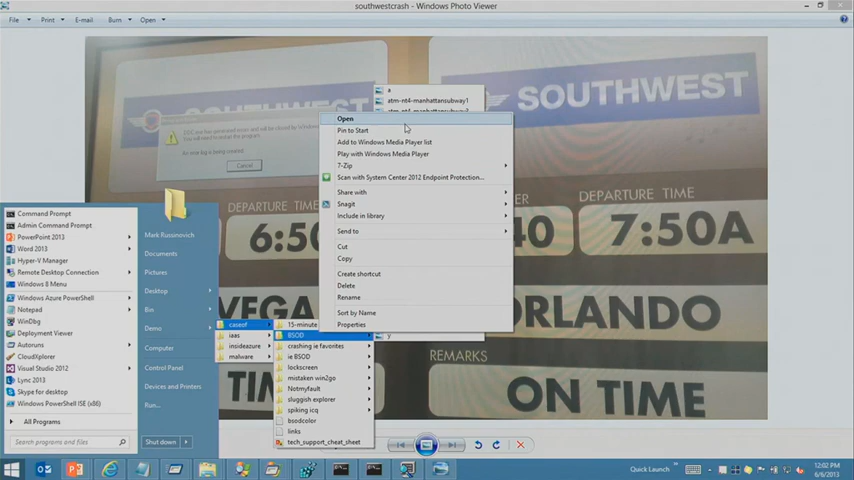 southwestcrash - Windows Photo Viewer
File
Print
E-mail
Burn
Open
SOUTHWEST
SOUTHWEST
Cancel
DEPARTURE TIME
DEPARTURE TIME
6:50
40
7:50A
VEGA
ORLANDO
REMARKS
TIM
ON TIME
a
atm-nt4-manhattansubway1
Open
Pin to Start
Add to Windows Media Player list
Play with Windows Media Player
7-Zip
Scan with System Center 2012 Endpoint Protection...
Share with
Snagit
Include in library
Send to
Cut
Copy
Create shortcut
Delete
Rename
Sort by Name
Properties
y
Command Prompt
Admin Command Prompt
PowerPoint 2013
Word 2013
Hyper-V Manager
Remote Desktop Connection
Windows 8 Menu
Windows Azure PowerShell
Notepad
WinDbg
Deployment Viewer
Autoruns
CloudXplorer
Visual Studio 2012
Lync 2013
Skype for desktop
Windows PowerShell ISE (x86)
All Programs
Search programs and files
Shut down
Mark Russinovich
Documents
Pictures
Desktop
Bin
Demo
Computer
Control Panel
Devices and Printers
Run...
caseof
iaas
insideazure
malware
15-minute
BSOD
crashing ie favorites
ie BSOD
lockscreen
mistaken win2go
Notmyfault
sluggish explorer
spiking icq
bsodcolor
links
tech_support_cheat_sheet
Quick Launch
12:02 PM
6/6/2013